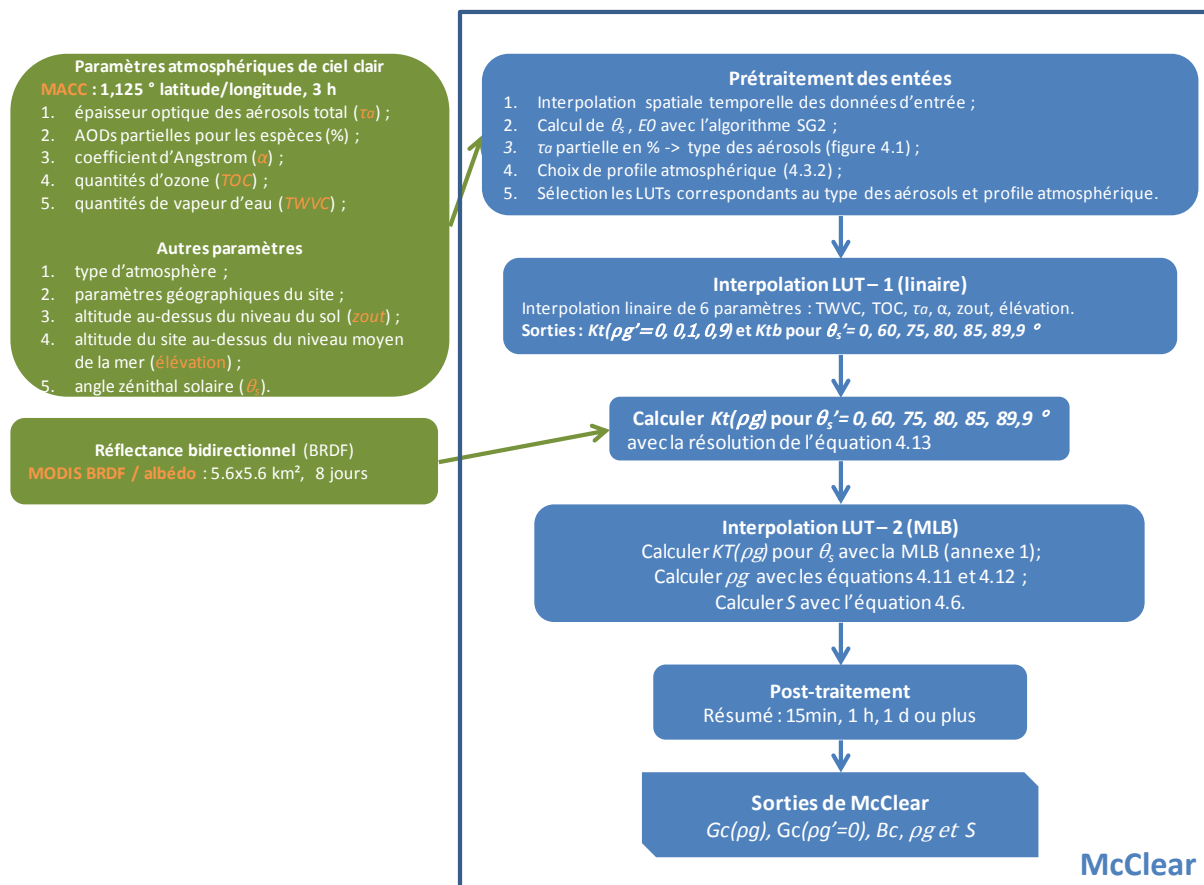 Paramètres atmosphériques de ciel clair
MACC : 1,125 ° latitude/longitude, 3 h
1. épaisseur optique des aérosols total (τa) ;
2. AODs partielles pour les espèces (%) ;
3. coefficient d'Angstrom (α) ;
4. quantités d'ozone (TOC) ;
5. quantités de vapeur d'eau (TWVC) ;
Autres paramètres
1. type d'atmosphère ;
2. paramètres géographiques du site ;
3. altitude au-dessus du niveau du sol (zout) ;
4. altitude du site au-dessus du niveau moyen
de la mer (élévation) ;
5. angle zénithal solaire (θs).
Réflectance bidirectionnel (BRDF)
MODIS BRDF / albédo : 5.6x5.6 km², 8 jours
Prétraitement des entées
1. Interpolation spatiale temporelle des données d'entrée ;
2. Calcul de θs , E0 avec l'algorithme SG2 ;
3. τa partielle en % -> type des aérosols (figure 4.1) ;
4. Choix de profile atmosphérique (4.3.2) ;
5. Sélection les LUTs correspondants au type des aérosols et profile atmosphérique.
Interpolation LUT – 1 (linaire)
Interpolation linaire de 6 paramètres : TWVC, TOC, τa, α, zout, élévation.
Sorties : Kt(ρg'=0, 0,1, 0,9) et Ktb pour θs'= 0, 60, 75, 80, 85, 89,9 °
Calculer Kt(ρg) pour θs'= 0, 60, 75, 80, 85, 89,9 °
avec la résolution de l'équation 4.13
Interpolation LUT – 2 (MLB)
Calculer KT(ρg) pour θs avec la MLB (annexe 1);
Calculer ρg avec les équations 4.11 et 4.12 ;
Calculer S avec l'équation 4.6.
Post-traitement
Résumé : 15min, 1 h, 1 d ou plus
Sorties de McClear
Gc(ρg), Gc(ρg'=0), Bc, ρg et S
McClear